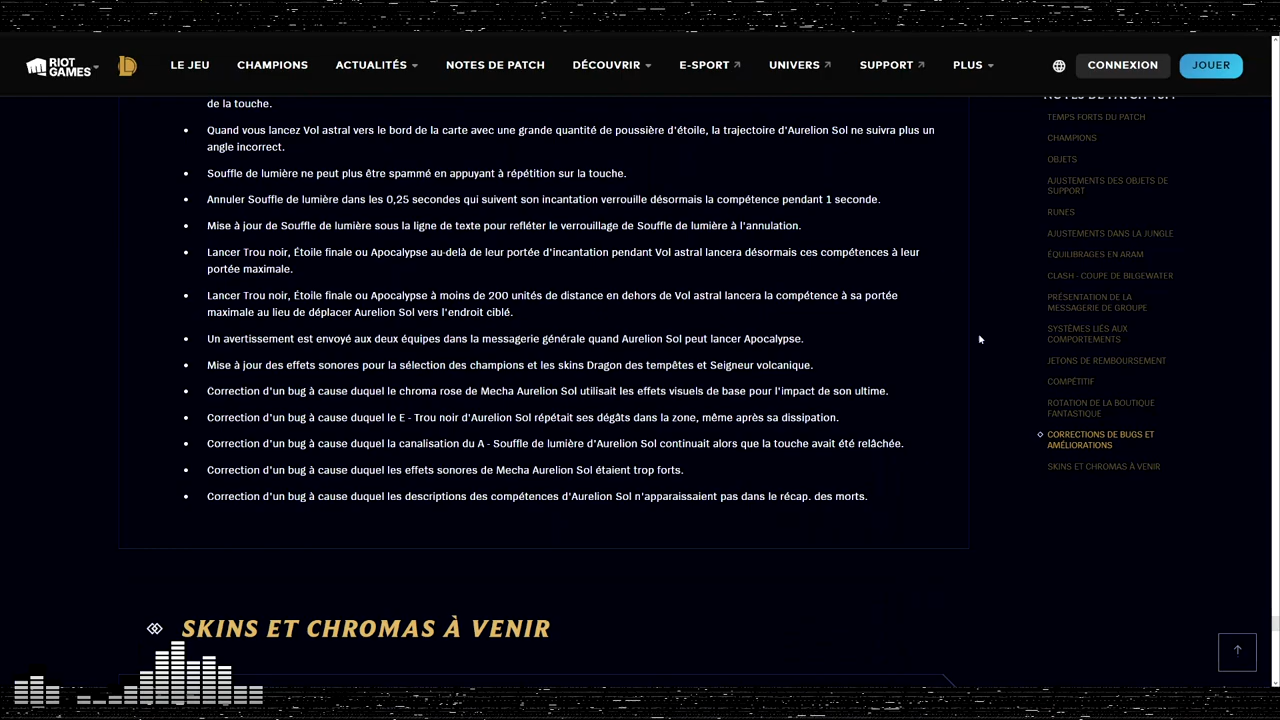 RIOT GAMES
LE JEU
CHAMPIONS
ACTUALITÉS
NOTES DE PATCH
DÉCOUVRIR
E-SPORT
UNIVERS
SUPPORT
PLUS
CONNEXION
JOUER
de la touche.
Quand vous lancez Vol astral vers le bord de la carte avec une grande quantité de poussière d'étoile, la trajectoire d'Aurelion Sol ne suivra plus un
angle incorrect.
Souffle de lumière ne peut plus être spammé en appuyant à répétition sur la touche.
Annuler Souffle de lumière dans les 0,25 secondes qui suivent son incantation verrouille désormais la compétence pendant 1 seconde.
Mise à jour de Souffle de lumière sous la ligne de texte pour refléter le verrouillage de Souffle de lumière à l'annulation.
Lancer Trou noir, Étoile finale ou Apocalypse au-delà de leur portée d'incantation pendant Vol astral lancera désormais ces compétences à leur
portée maximale.
Lancer Trou noir, Étoile finale ou Apocalypse à moins de 200 unités de distance en dehors de Vol astral lancera la compétence à sa portée
maximale au lieu de déplacer Aurelion Sol vers l'endroit ciblé.
Un avertissement est envoyé aux deux équipes dans la messagerie générale quand Aurelion Sol peut lancer Apocalypse.
Mise à jour des effets sonores pour la sélection des champions et les skins Dragon des tempêtes et Seigneur volcanique.
Correction d'un bug à cause duquel le chroma rose de Mecha Aurelion Sol utilisait les effets visuels de base pour l'impact de son ultime.
Correction d'un bug à cause duquel le E - Trou noir d'Aurelion Sol répétait ses dégâts dans la zone, même après sa dissipation.
Correction d'un bug à cause duquel la canalisation du A - Souffle de lumière d'Aurelion Sol continuait alors que la touche avait été relâchée.
Correction d'un bug à cause duquel les effets sonores de Mecha Aurelion Sol étaient trop forts.
Correction d'un bug à cause duquel les descriptions des compétences d'Aurelion Sol n'apparaissaient pas dans le récap. des morts.
SKINS ET CHROMAS À VENIR
TEMPS FORTS DU PATCH
CHAMPIONS
OBJETS
AJUSTEMENTS DES OBJETS DE
SUPPORT
RUNES
AJUSTEMENTS DANS LA JUNGLE
ÉQUILIBRAGES EN ARAM
CLASH - COUPE DE BILGEWATER
PRÉSENTATION DE LA
MESSAGERIE DE GROUPE
SYSTÈMES LIÉS AUX
COMPORTEMENTS
JETONS DE REMBOURSEMENT
COMPÉTITIF
ROTATION DE LA BOUTIQUE
FANTASTIQUE
CORRECTIONS DE BUGS ET
AMÉLIORATIONS
SKINS ET CHROMAS À VENIR